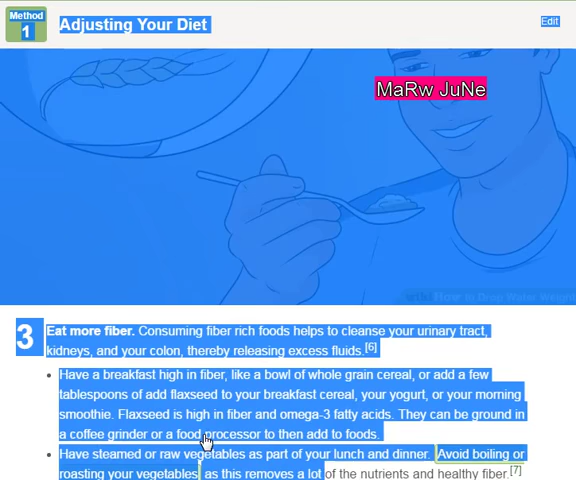 Method
1
Adjusting Your Diet
Edit
MaRw JuNe
wikiHow to Drop Water Weight
3
Eat more fiber. Consuming fiber rich foods helps to cleanse your urinary tract,
kidneys, and your colon, thereby releasing excess fluids.[6]
Have a breakfast high in fiber, like a bowl of whole grain cereal, or add a few
tablespoons of add flaxseed to your breakfast cereal, your yogurt, or your morning
smoothie. Flaxseed is high in fiber and omega-3 fatty acids. They can be ground in
a coffee grinder or a food processor to then add to foods.
Have steamed or raw vegetables as part of your lunch and dinner. Avoid boiling or
roasting your vegetables as this removes a lot of the nutrients and healthy fiber.[7]